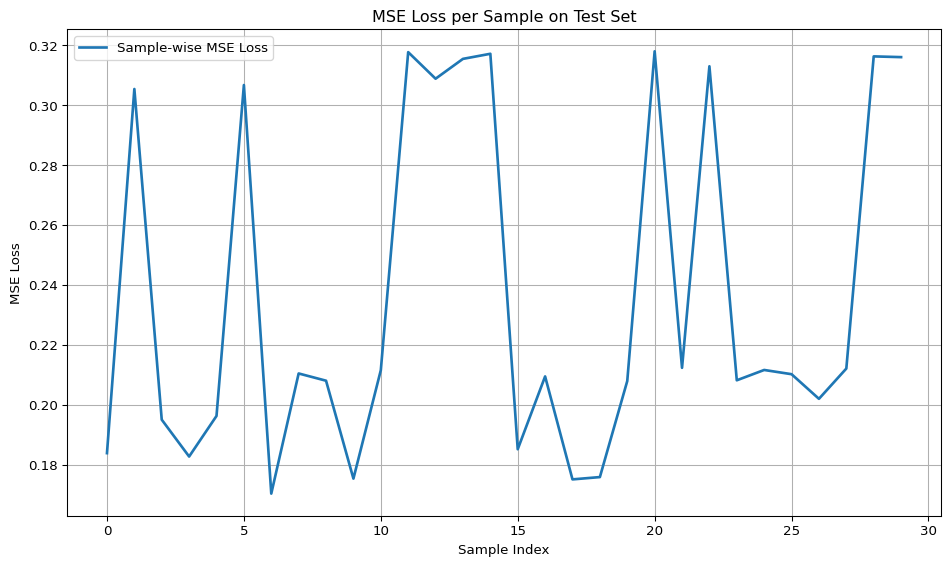 MSE Loss per Sample on Test Set
Sample-wise MSE Loss
0.32
0.30
0.28
0.26
0.24
0.22
0.20
0.18
MSE Loss
0 5 10 15 20 25 30
Sample Index